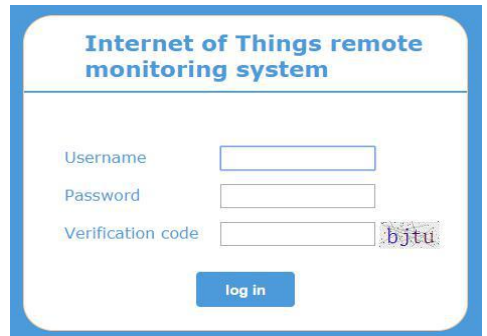 Internet of Things remote
monitoring system
Username
Password
Verification code
bjtu
log in